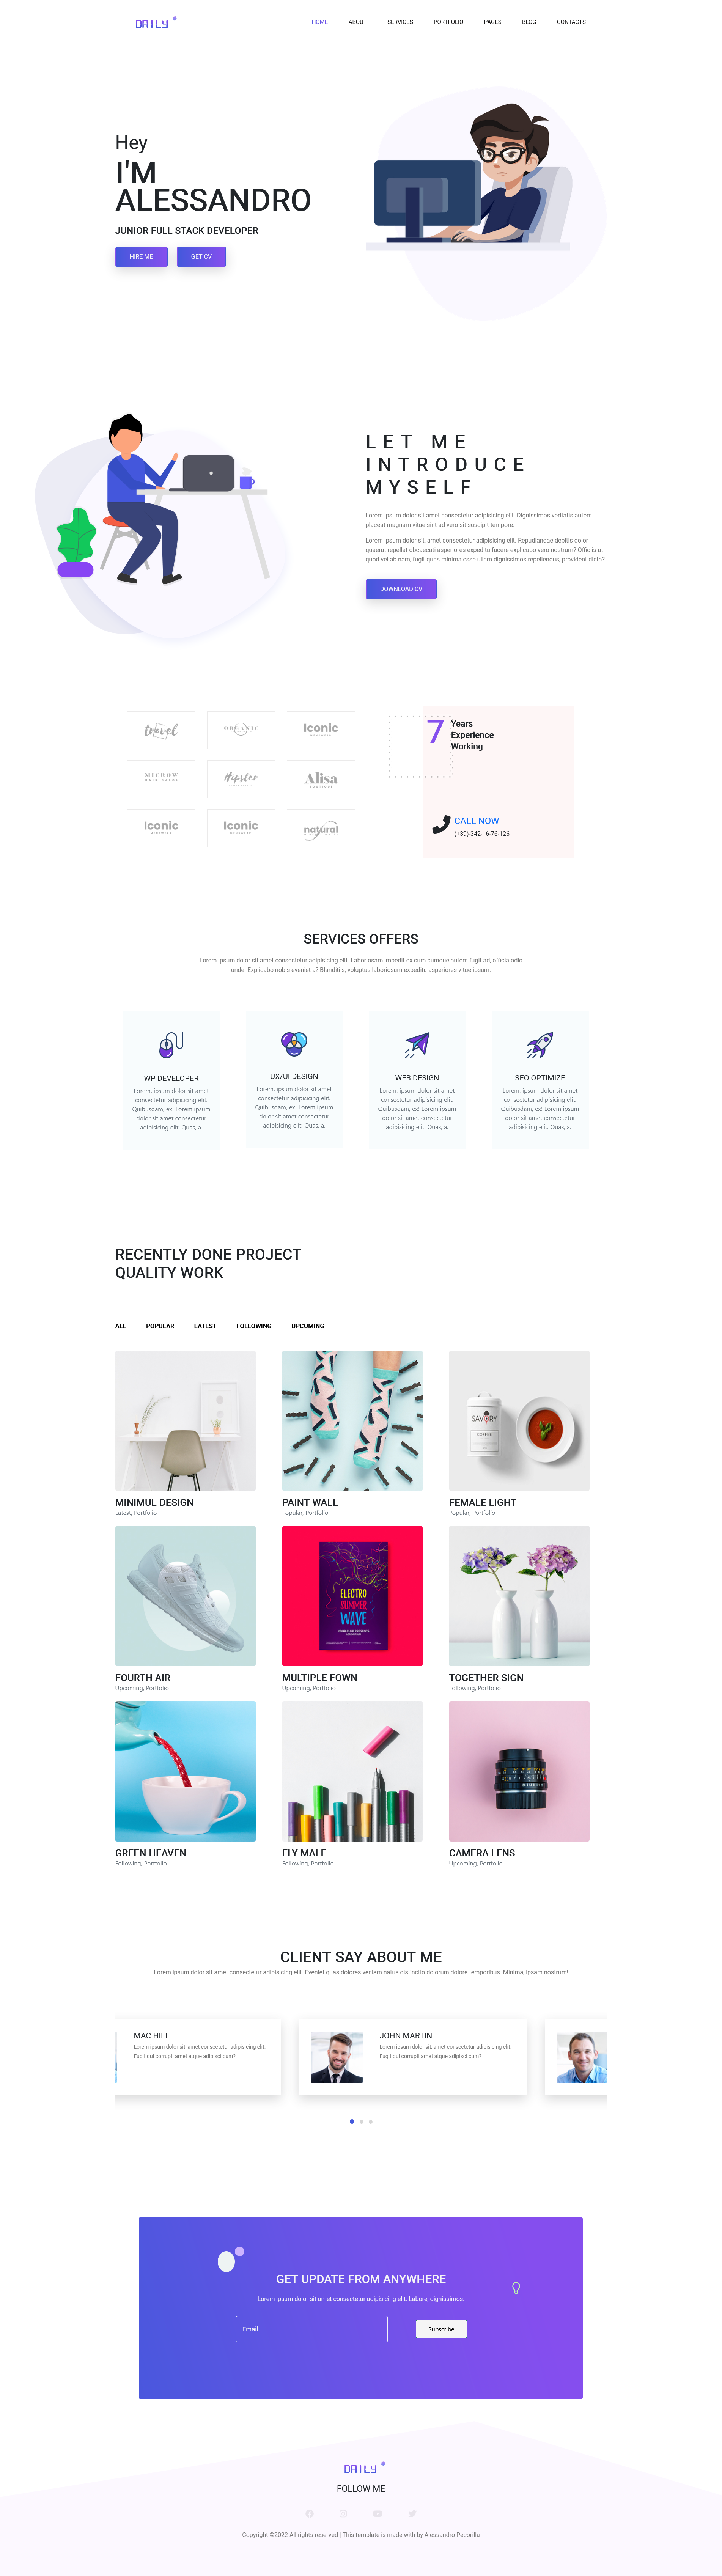 DAILY
HOME ABOUT SERVICES PORTFOLIO PAGES BLOG CONTACTS
Hey
I'M
ALESSANDRO
JUNIOR FULL STACK DEVELOPER
HIRE ME GET CV
LET ME
INTRODUCE
MYSELF
Lorem ipsum dolor sit amet consectetur adipisicing elit. Dignissimos veritatis autem
placeat magnam vitae sint ad vero sit suscipit tempore.
Lorem ipsum dolor sit, amet consectetur adipisicing elit. Repudiandae debitis dolor
quaerat repellat obcaecati asperiores expedita facere explicabo vero nostrum? Officiis at
quod vel ab nam, fugit quas minima esse ullam dignissimos repellendus, provident dicta?
DOWNLOAD CV
travel ORGANIC Iconic
MICROW Hipster Alisa
BOUTIQUE
Iconic Iconic natural
7
Years
Experience
Working
CALL NOW
(+39)-342-16-76-126
SERVICES OFFERS
Lorem ipsum dolor sit amet consectetur adipisicing elit. Laboriosam impedit ex cum cumque autem fugit ad, officia odio
unde! Explicabo nobis eveniet a? Blanditiis, voluptas laboriosam expedita asperiores vitae ipsam.
WP DEVELOPER
Lorem, ipsum dolor sit amet
consectetur adipisicing elit.
Quibusdam, ex! Lorem ipsum
dolor sit amet consectetur
adipisicing elit. Quas, a.
UX/UI DESIGN
Lorem, ipsum dolor sit amet
consectetur adipisicing elit.
Quibusdam, ex! Lorem ipsum
dolor sit amet consectetur
adipisicing elit. Quas, a.
WEB DESIGN
Lorem, ipsum dolor sit amet
consectetur adipisicing elit.
Quibusdam, ex! Lorem ipsum
dolor sit amet consectetur
adipisicing elit. Quas, a.
SEO OPTIMIZE
Lorem, ipsum dolor sit amet
consectetur adipisicing elit.
Quibusdam, ex! Lorem ipsum
dolor sit amet consectetur
adipisicing elit. Quas, a.
RECENTLY DONE PROJECT
QUALITY WORK
ALL POPULAR LATEST FOLLOWING UPCOMING
SAVORY
COFFEE
MINIMUL DESIGN
Latest, Portfolio
PAINT WALL
Popular, Portfolio
FEMALE LIGHT
Popular, Portfolio
ELECTRO
SUMMER
WAVE
YOUR CLUB PRESENTS
FOURTH AIR
Upcoming, Portfolio
MULTIPLE FOWN
Upcoming, Portfolio
TOGETHER SIGN
Following, Portfolio
GREEN HEAVEN
Following, Portfolio
FLY MALE
Following, Portfolio
CAMERA LENS
Upcoming, Portfolio
CLIENT SAY ABOUT ME
Lorem ipsum dolor sit amet consectetur adipisicing elit. Eveniet quas dolores veniam natus distinctio dolorum dolore temporibus. Minima, ipsam nostrum!
MAC HILL
Lorem ipsum dolor sit, amet consectetur adipisicing elit.
Fugit qui corrupti amet atque adipisci cum?
JOHN MARTIN
Lorem ipsum dolor sit, amet consectetur adipisicing elit.
Fugit qui corrupti amet atque adipisci cum?
GET UPDATE FROM ANYWHERE
Lorem ipsum dolor sit amet consectetur adipisicing elit. Labore, dignissimos.
Email Subscribe
DAILY
FOLLOW ME
Copyright ©2022 All rights reserved | This template is made with by Alessandro Pecorilla